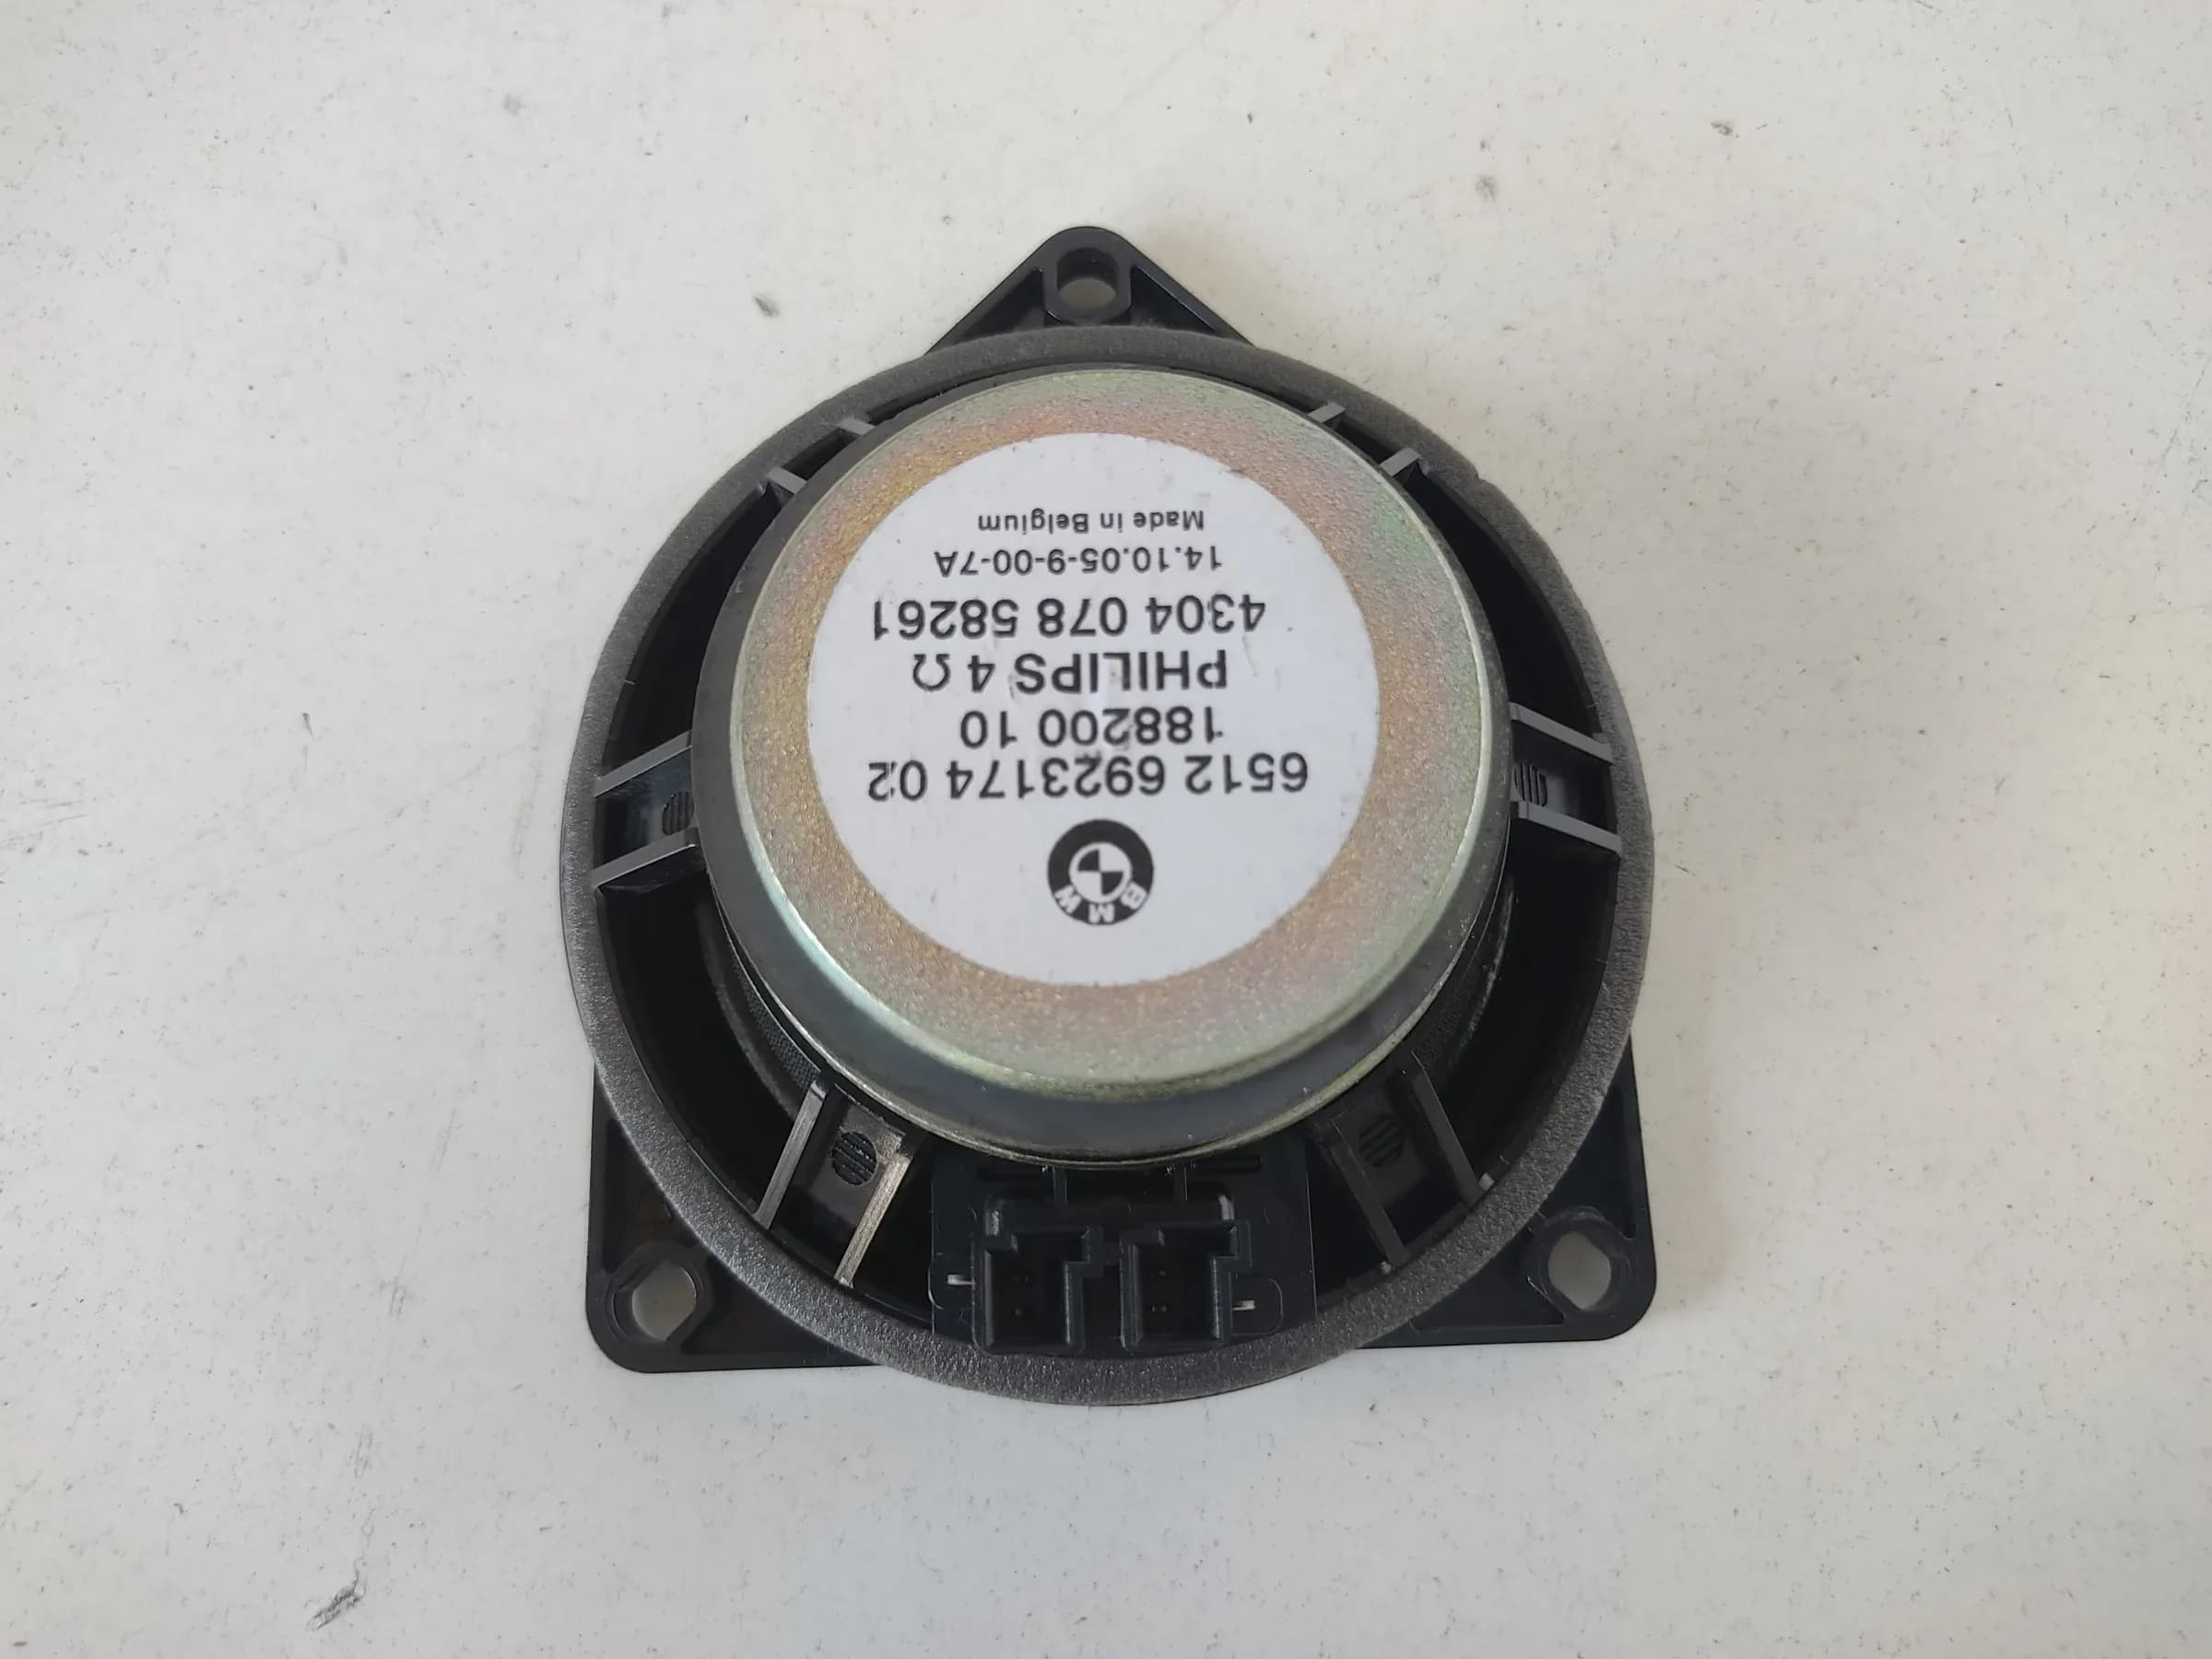 BMW
6512 6923174 02
188200 10
PHILIPS 4 Ω
4304 078 58261
14.10.05-9-00-7A
Made in Belgium